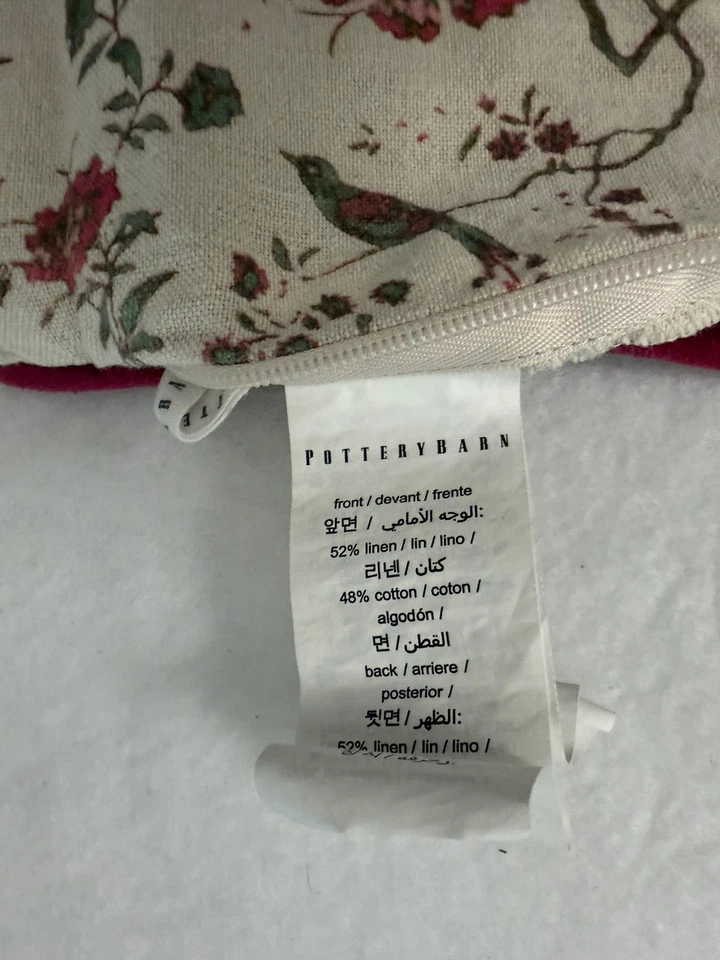 POTTERYBARN
front / devant / frente
앞면 / الوجه الأمامي:
52% linen / lin / lino /
리넨 / كتان
48% cotton / coton /
algodón /
면 / القطن
back / arriere /
posterior /
뒷면 / الظهر:
52% linen / lin / lino /